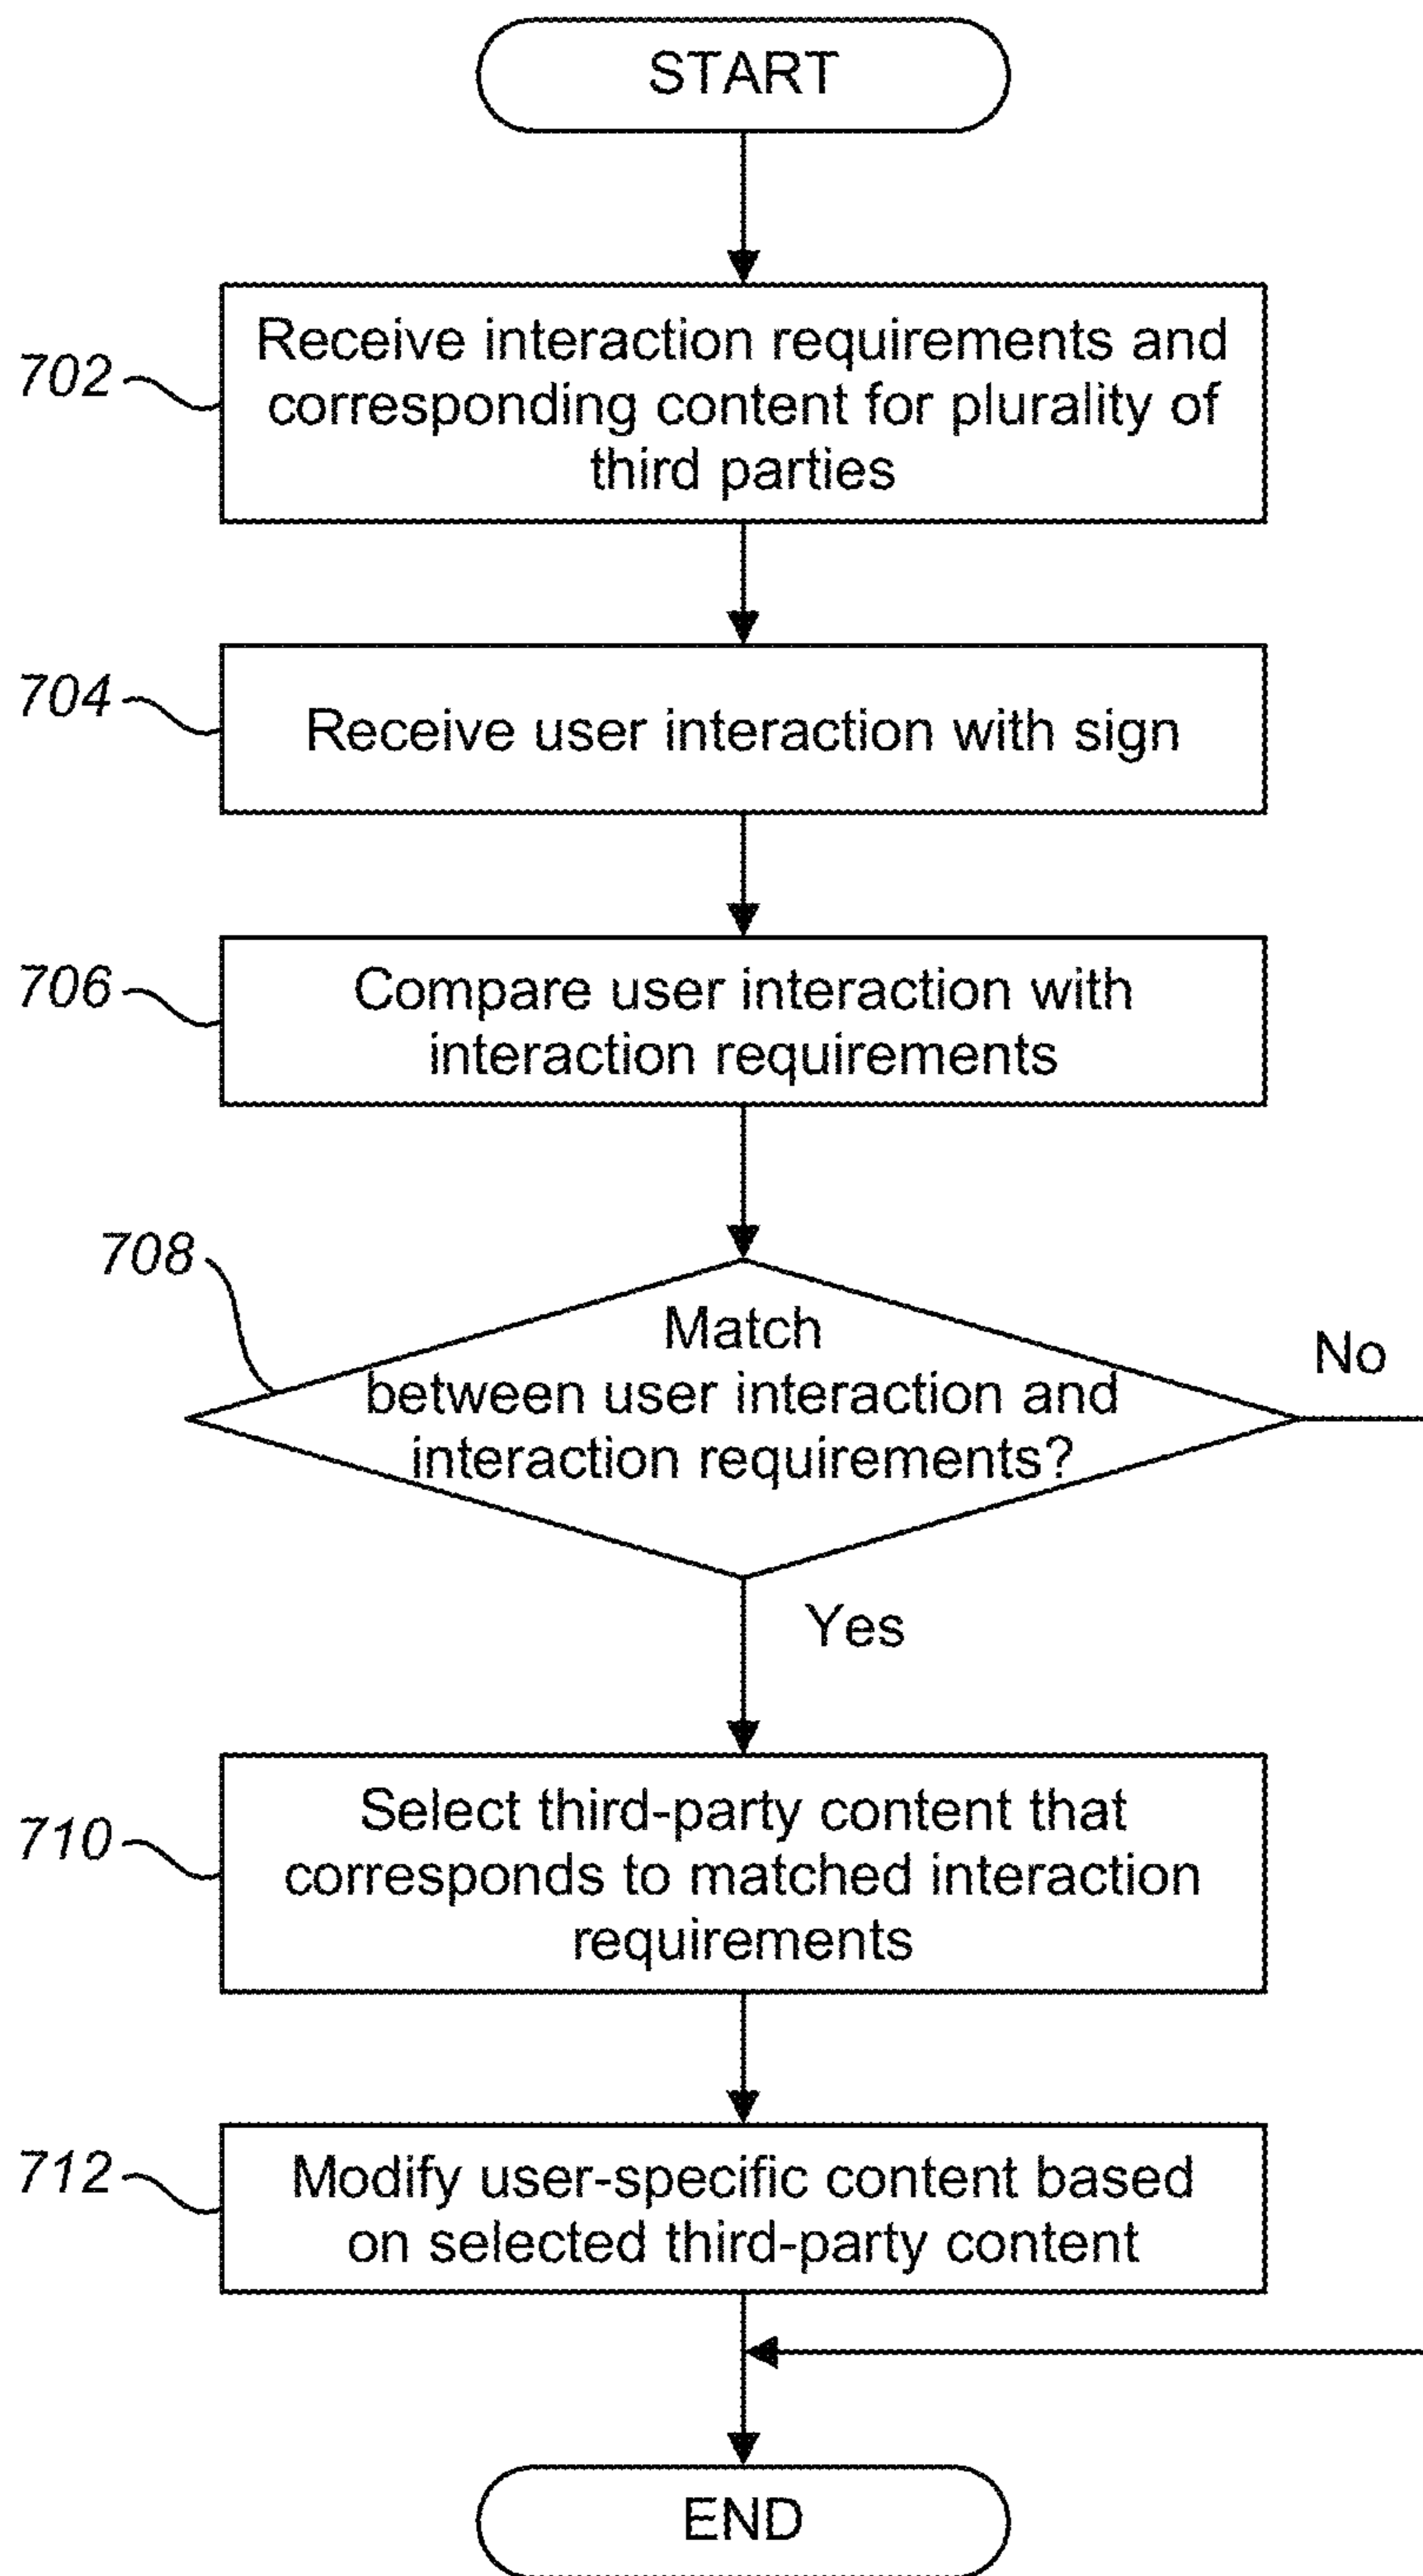 START
702
Receive interaction requirements and
corresponding content for plurality of
third parties
704
Receive user interaction with sign
706
Compare user interaction with
interaction requirements
708
Match
between user interaction and
interaction requirements?
No
Yes
710
Select third-party content that
corresponds to matched interaction
requirements
712
Modify user-specific content based
on selected third-party content
END